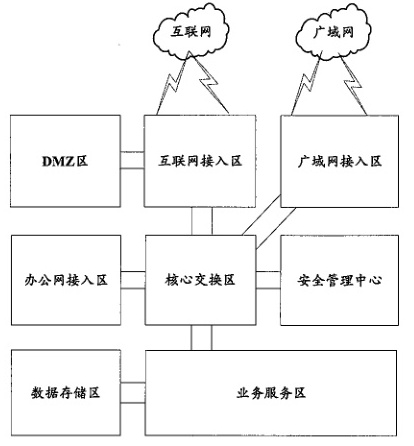 互联网
广域网
DMZ区
互联网接入区
广域网接入区
办公网接入区
核心交换区
安全管理中心
数据存储区
业务服务区